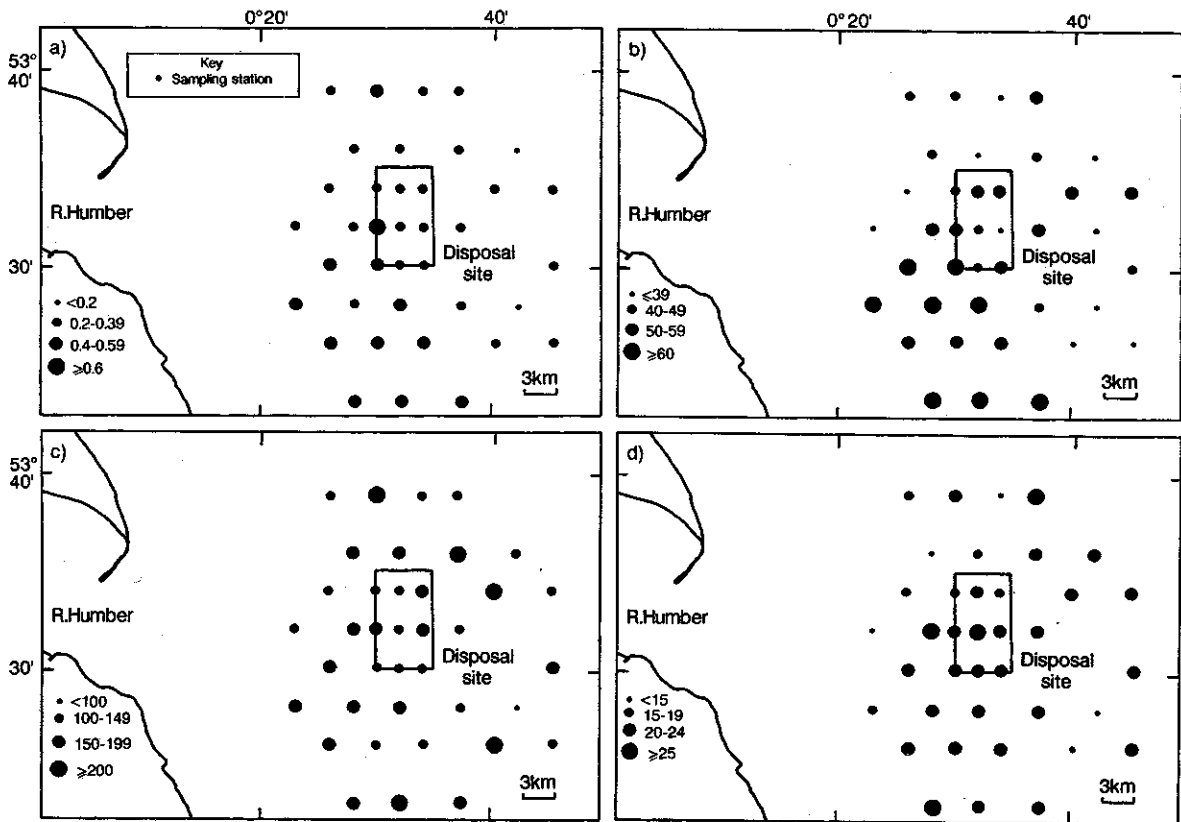 0°20' 40' 0°20' 40'
a)
Key
Sampling station
53°
40'
R.Humber
Disposal
site
30'
<0.2
0.2-0.39
0.4-0.59
⩾0.6
3km
b)
R.Humber
Disposal
site
⩽39
40-49
50-59
⩾60
3km
c)
53°
40'
R.Humber
Disposal
site
30'
<100
100-149
150-199
⩾200
3km
d)
R.Humber
Disposal
site
<15
15-19
20-24
⩾25
3km